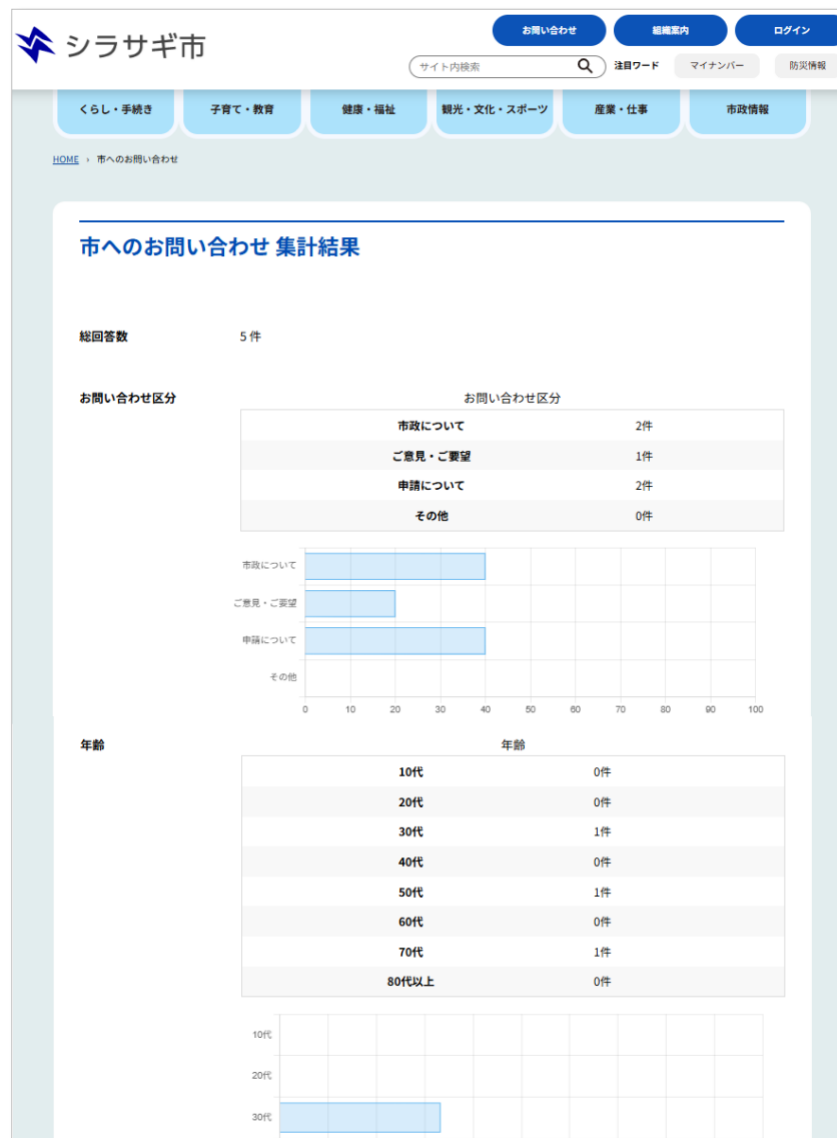 シラサギ市
お問い合わせ 組織案内 ログイン
サイト内検索 注目ワード マイナンバー 防災情報
くらし・手続き 子育て・教育 健康・福祉 観光・文化・スポーツ 産業・仕事 市政情報
HOME › 市へのお問い合わせ
市へのお問い合わせ 集計結果
総回答数 5 件
お問い合わせ区分 お問い合わせ区分
市政について 2件
ご意見・ご要望 1件
申請について 2件
その他 0件
市政について
ご意見・ご要望
申請について
その他
0 10 20 30 40 50 60 70 80 90 100
年齢 年齢
10代 0件
20代 0件
30代 1件
40代 0件
50代 1件
60代 0件
70代 1件
80代以上 0件
10代
20代
30代